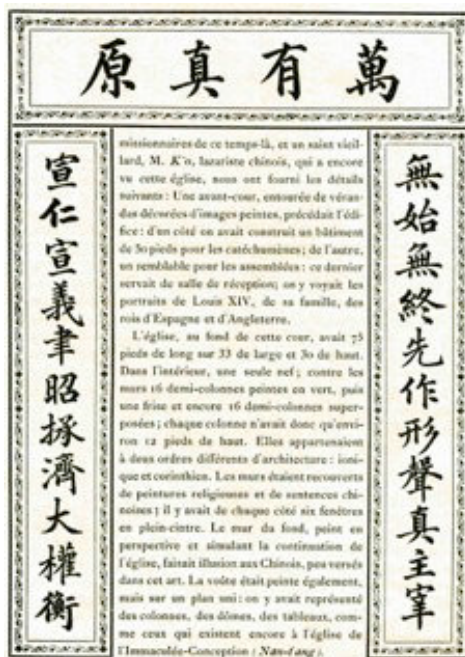 萬有真原
無始無終先作形聲真主宰
宣仁宣義聿昭拯濟大權衡
missionnaires de ce temps-là, et un saint vieil-
lard, M. K'o, lazariste chinois, qui a encore
vu cette église, nous ont fourni les détails
suivants : Une avant-cour, entourée de véran-
das décorées d'images peintes, précédait l'édi-
fice : d'un côté on avait construit un bâtiment
de 50 pieds pour les catéchumènes ; de l'autre,
un semblable pour les assemblées : ce dernier
servait de salle de réception; on y voyait les
portraits de Louis XIV, de sa famille, des
rois d'Espagne et d'Angleterre.
L'église, au fond de cette cour, avait 75
pieds de long sur 33 de large et 30 de haut.
Dans l'intérieur, une seule nef ; contre les
murs 16 demi-colonnes peintes en vert, puis
une frise et encore 16 demi-colonnes super-
posées ; chaque colonne n'avait donc qu'envi-
ron 12 pieds de haut. Elles appartenaient
à deux ordres différents d'architecture : ioni-
que et corinthien. Les murs étaient recouverts
de peintures religieuses et de sentences chi-
noises ; il y avait de chaque côté six fenêtres
en plein-cintre. Le mur du fond, peint en
perspective et simulant la continuation de
l'église, faisait illusion aux Chinois, peu versés
dans cet art. La voûte était peinte également,
mais sur un plan uni : on y avait représenté
des colonnes, des dômes, des tableaux, com-
me ceux qui existent encore à l'église de
l'Immaculée-Conception (Nan-t'ang).